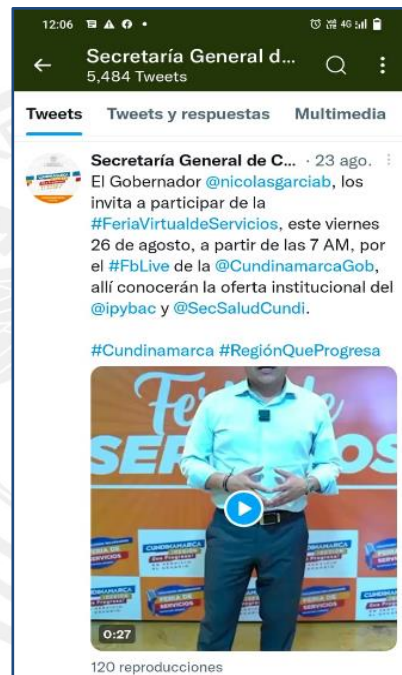 12:06
4G
Secretaría General d...
5,484 Tweets
Tweets Tweets y respuestas Multimedia
Secretaría General de C... · 23 ago.
El Gobernador @nicolasgarciab, los
invita a participar de la
#FeriaVirtualdeServicios, este viernes
26 de agosto, a partir de las 7 AM, por
el #FbLive de la @CundinamarcaGob,
allí conocerán la oferta institucional del
@ipybac y @SecSaludCundi.
#Cundinamarca #RegiónQueProgresa
FERIA DE
SERVICIOS
CUNDINAMARCA
0:27
120 reproducciones